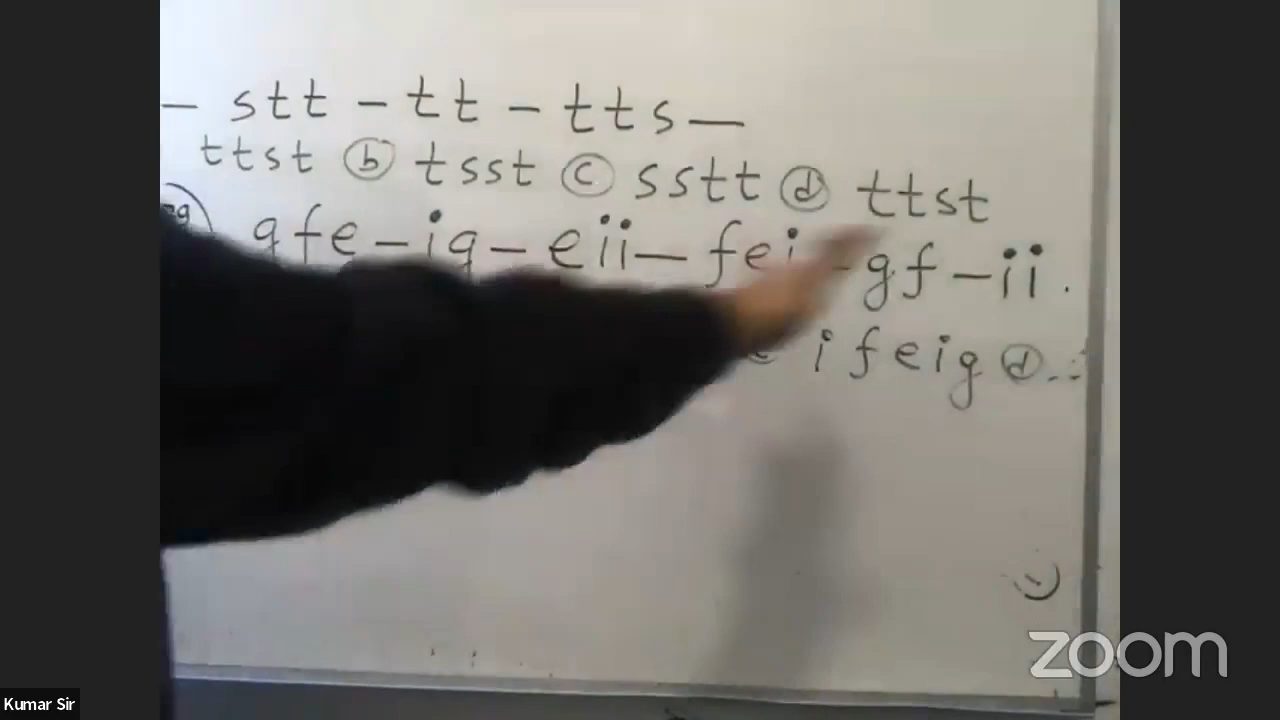 – stt – tt – tts –
ttst (b) tsst (c) sstt (d) ttst
gfe – ig – eii – fei – gf – ii .
ifeig (d) ...
zoom
Kumar Sir